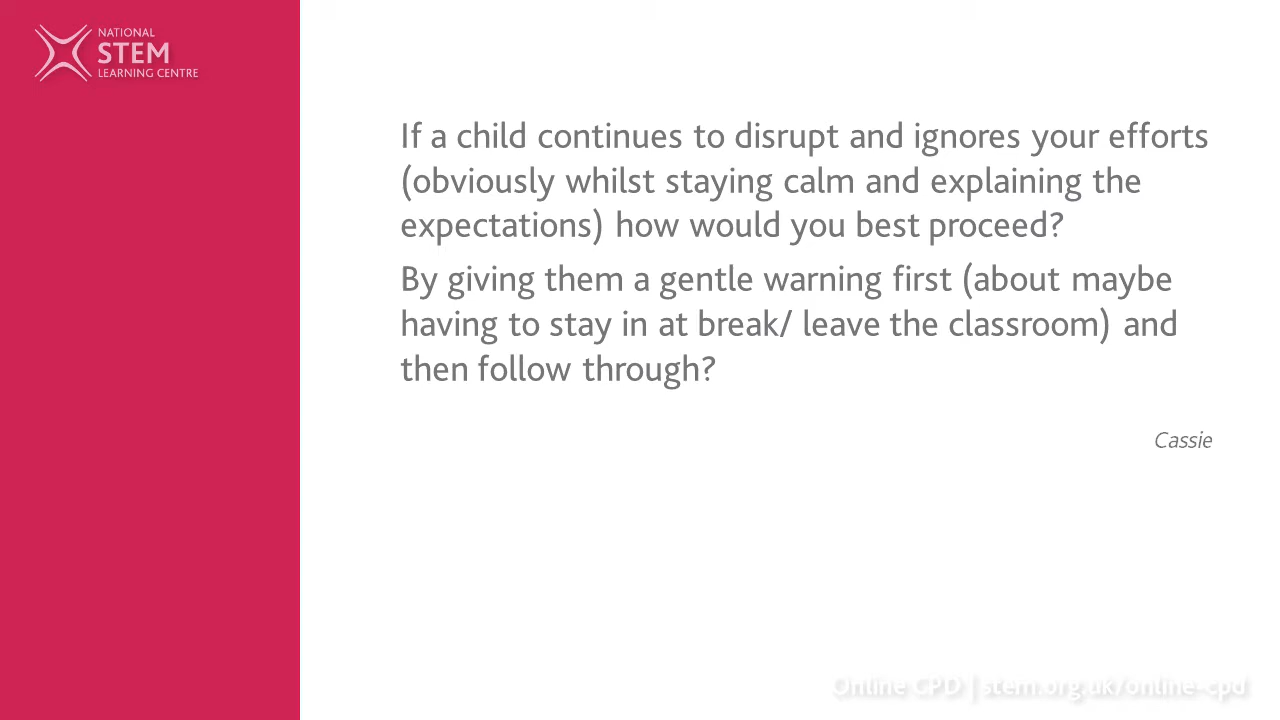 NATIONAL
STEM
LEARNING CENTRE
If a child continues to disrupt and ignores your efforts
(obviously whilst staying calm and explaining the
expectations) how would you best proceed?
By giving them a gentle warning first (about maybe
having to stay in at break/ leave the classroom) and
then follow through?
Cassie
Online CPD | stem.org.uk/online-cpd